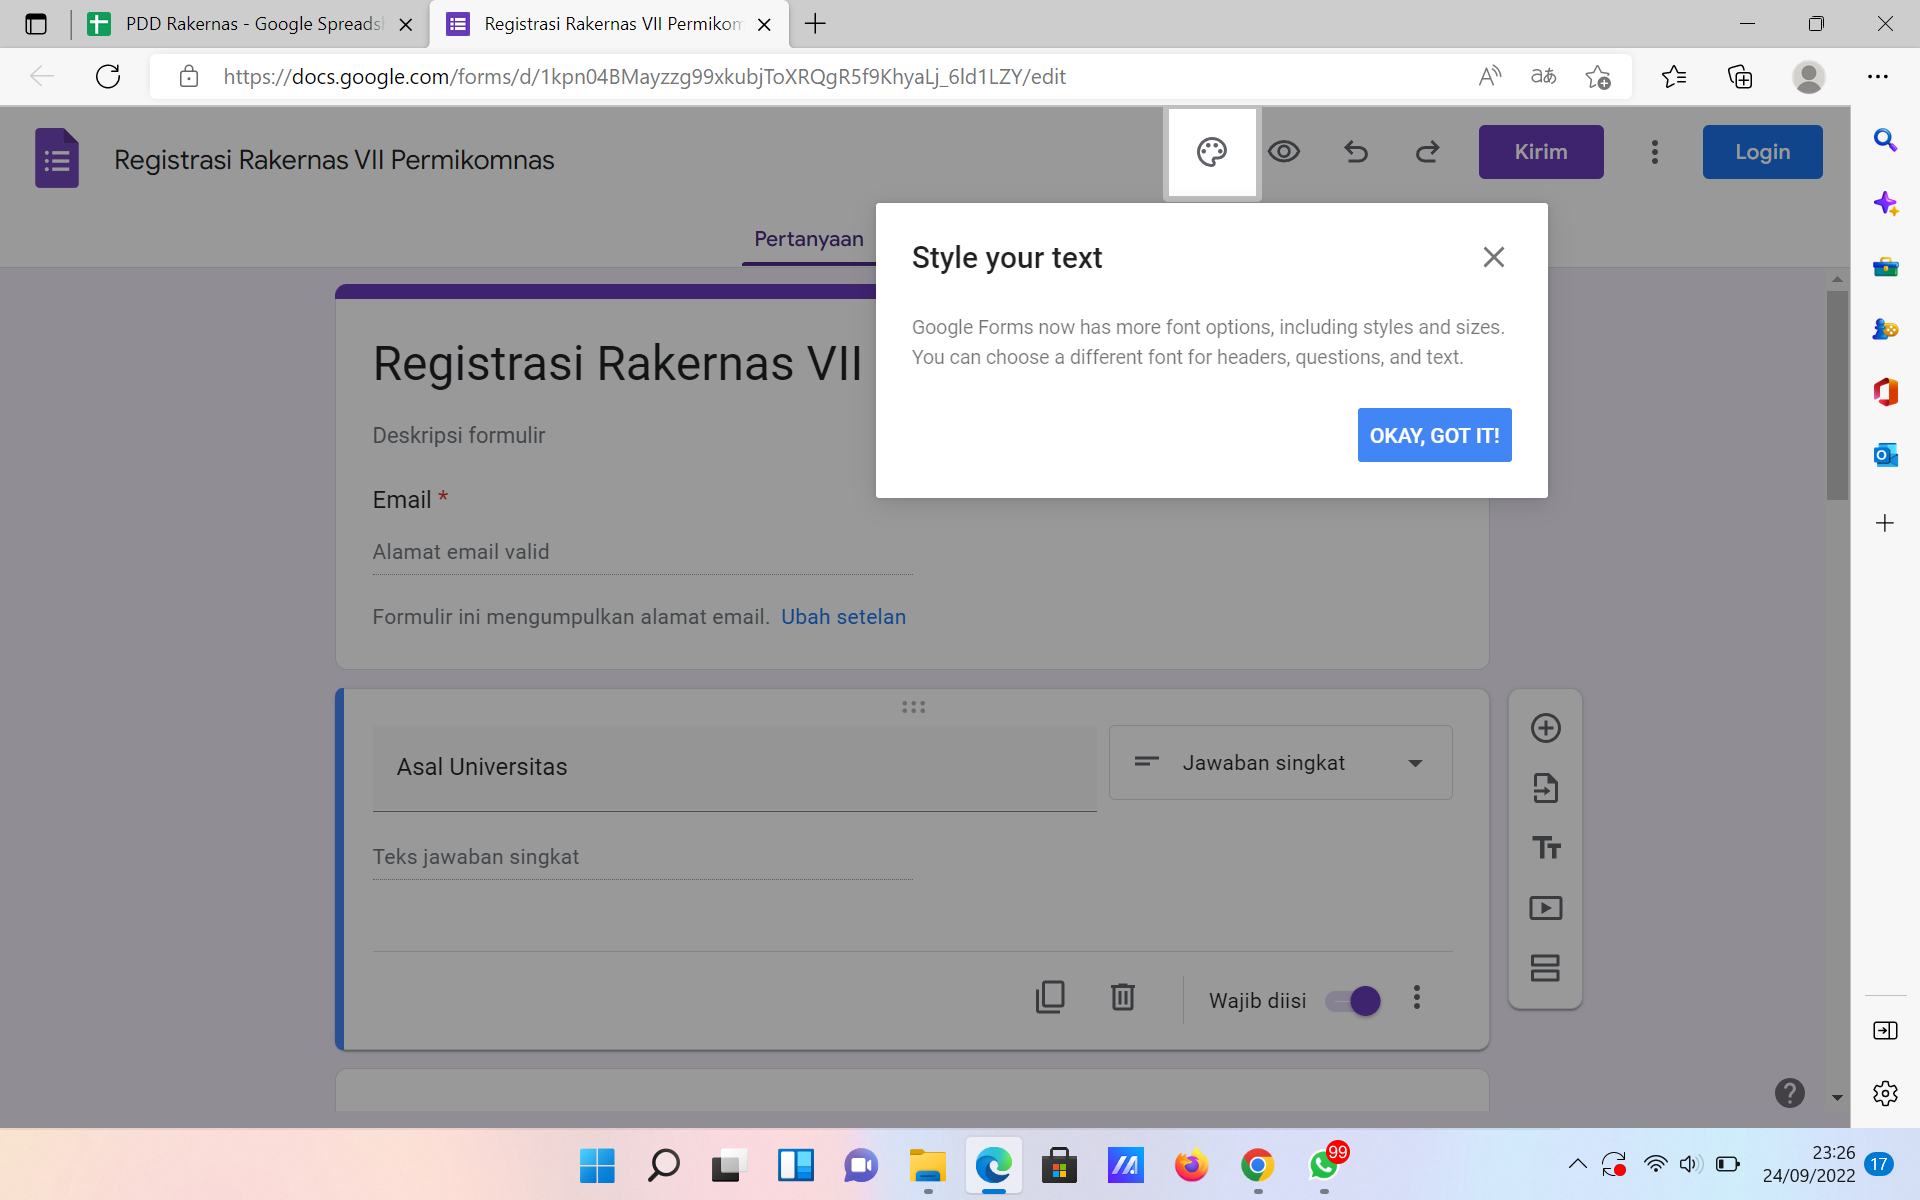 PDD Rakernas - Google Spreads
Registrasi Rakernas VII Permikom
https://docs.google.com/forms/d/1kpn04BMayzzg99xkubjToXRQgR5f9KhyaLj_6ld1LZY/edit
Registrasi Rakernas VII Permikomnas
Kirim
Login
Pertanyaan
Style your text
Google Forms now has more font options, including styles and sizes.
You can choose a different font for headers, questions, and text.
OKAY, GOT IT!
Registrasi Rakernas VII
Deskripsi formulir
Email *
Alamat email valid
Formulir ini mengumpulkan alamat email. Ubah setelan
Asal Universitas
Jawaban singkat
Teks jawaban singkat
Wajib diisi
99
23:26
24/09/2022
17